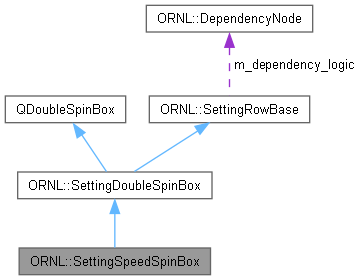 ORNL::DependencyNode
m_dependency_logic
QDoubleSpinBox
ORNL::SettingRowBase
ORNL::SettingDoubleSpinBox
ORNL::SettingSpeedSpinBox